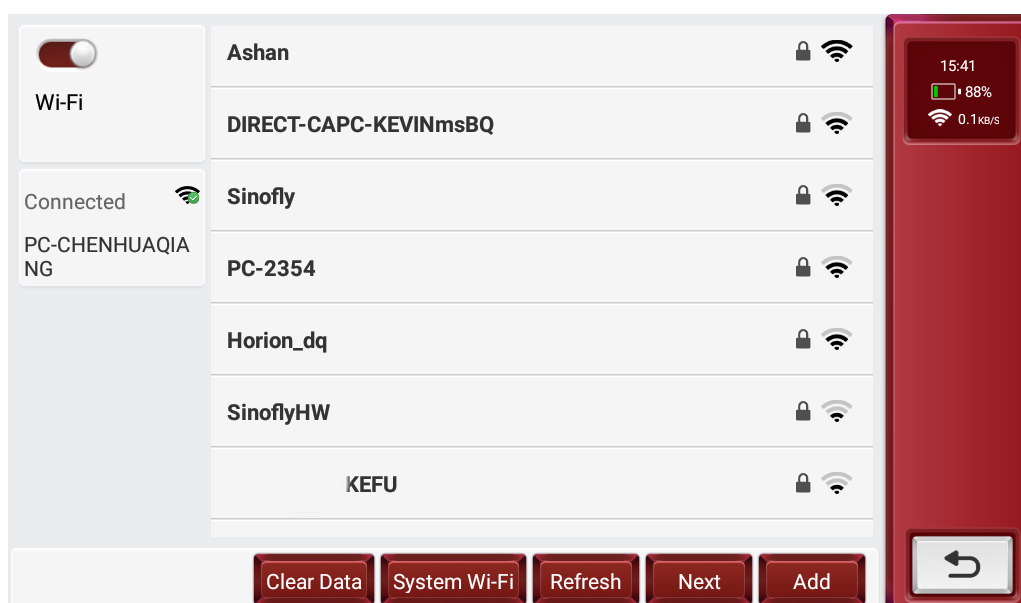 Wi-Fi
Connected
PC-CHENHUAQIA
NG
Ashan
DIRECT-CAPC-KEVINmsBQ
Sinofly
PC-2354
Horion_dq
SinoflyHW
KEFU
15:41
88%
0.1KB/S
Clear Data
System Wi-Fi
Refresh
Next
Add